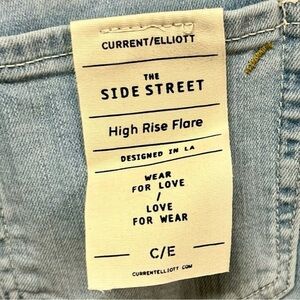 CURRENT/ELLIOTT
THE
SIDE STREET
High Rise Flare
DESIGNED IN LA
WEAR
FOR LOVE
/
LOVE
FOR WEAR
C/E
CURRENTELLIOTT COM